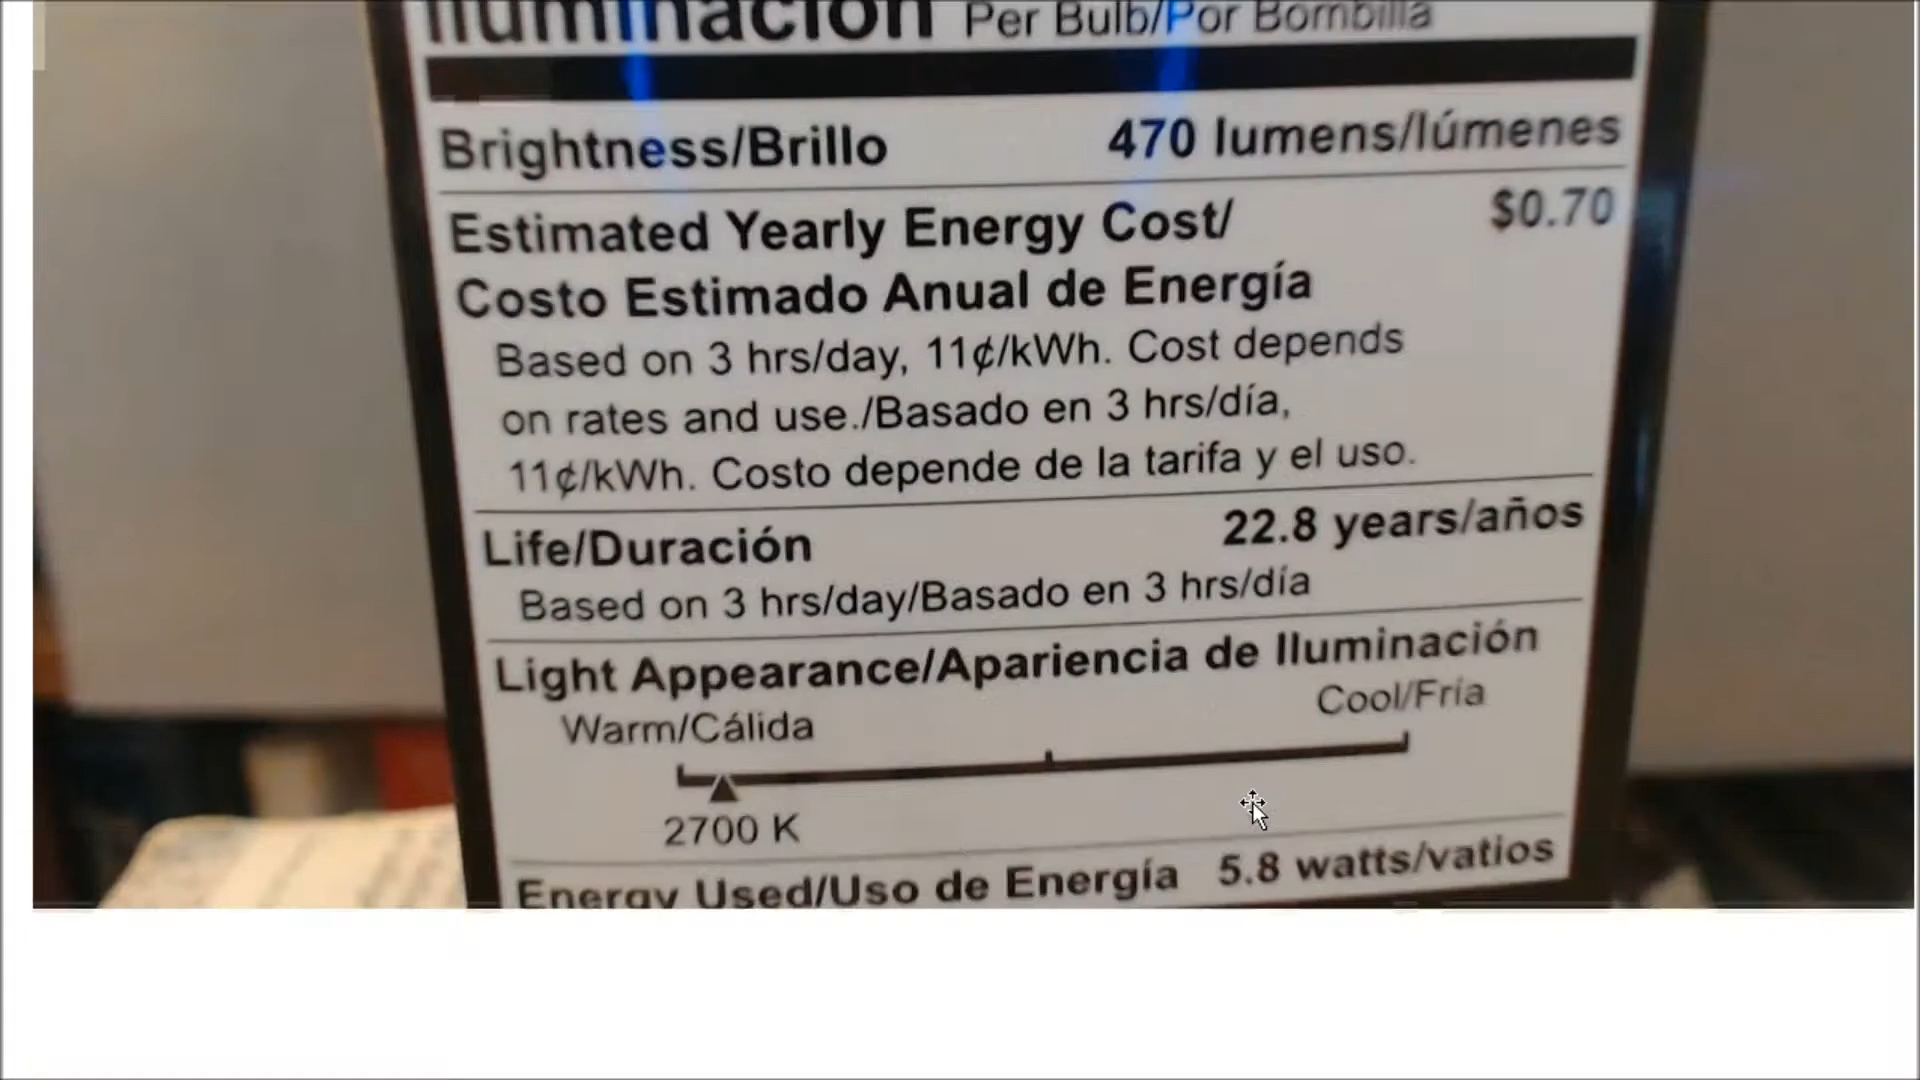 Iluminación Per Bulb/Por Bombilla
Brightness/Brillo 470 lumens/lúmenes
Estimated Yearly Energy Cost/ $0.70
Costo Estimado Anual de Energía
Based on 3 hrs/day, 11¢/kWh. Cost depends
on rates and use./Basado en 3 hrs/día,
11¢/kWh. Costo depende de la tarifa y el uso.
Life/Duración 22.8 years/años
Based on 3 hrs/day/Basado en 3 hrs/día
Light Appearance/Apariencia de Iluminación
Warm/Cálida Cool/Fría
2700 K
Energy Used/Uso de Energía 5.8 watts/vatios